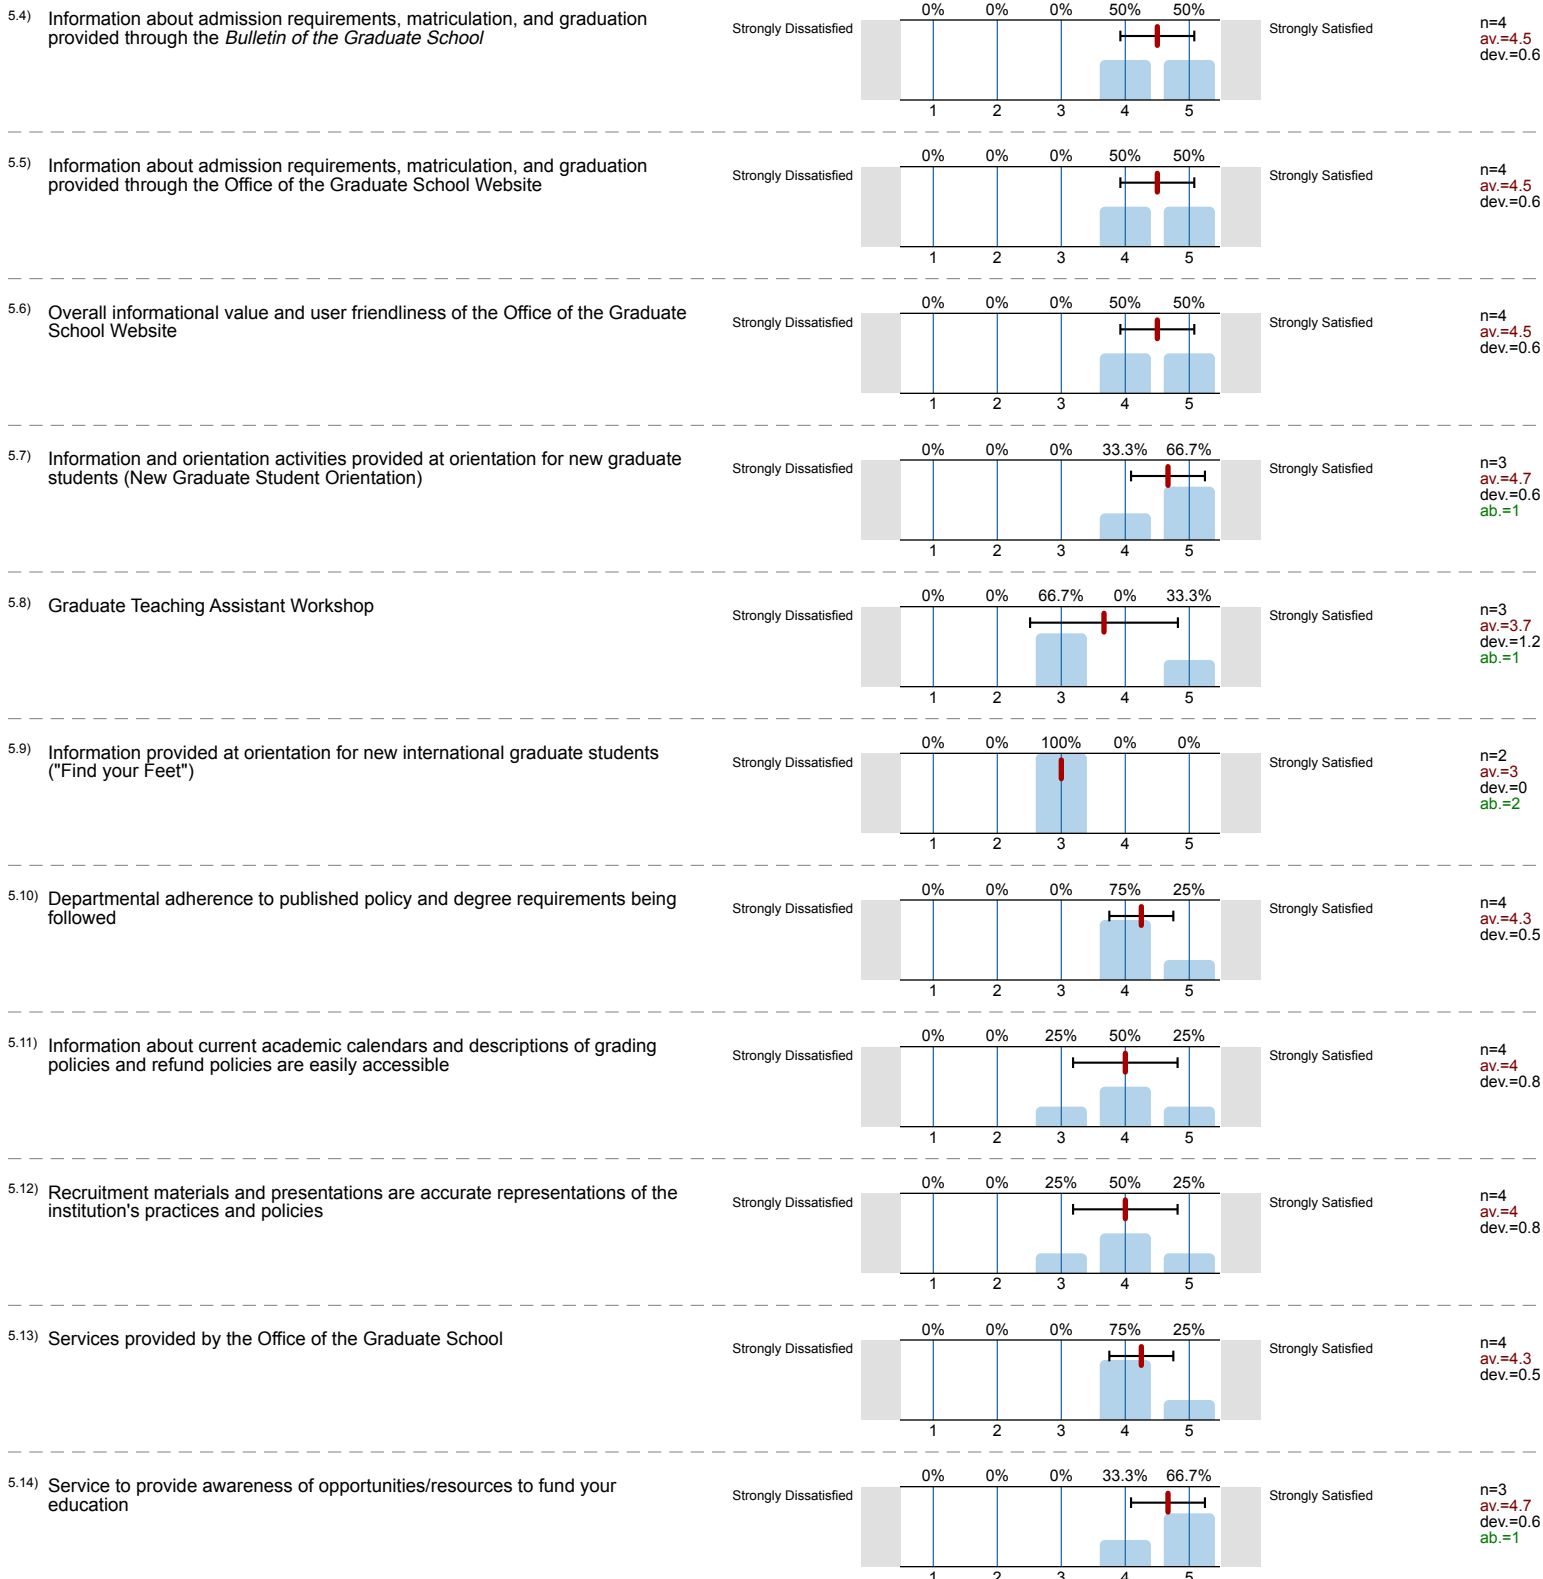 5.4) Information about admission requirements, matriculation, and graduation
provided through the Bulletin of the Graduate School
Strongly Dissatisfied
0% 0% 0% 50% 50%
1 2 3 4 5
Strongly Satisfied
n=4
av.=4.5
dev.=0.6
5.5) Information about admission requirements, matriculation, and graduation
provided through the Office of the Graduate School Website
Strongly Dissatisfied
0% 0% 0% 50% 50%
1 2 3 4 5
Strongly Satisfied
n=4
av.=4.5
dev.=0.6
5.6) Overall informational value and user friendliness of the Office of the Graduate
School Website
Strongly Dissatisfied
0% 0% 0% 50% 50%
1 2 3 4 5
Strongly Satisfied
n=4
av.=4.5
dev.=0.6
5.7) Information and orientation activities provided at orientation for new graduate
students (New Graduate Student Orientation)
Strongly Dissatisfied
0% 0% 0% 33.3% 66.7%
1 2 3 4 5
Strongly Satisfied
n=3
av.=4.7
dev.=0.6
ab.=1
5.8) Graduate Teaching Assistant Workshop
Strongly Dissatisfied
0% 0% 66.7% 0% 33.3%
1 2 3 4 5
Strongly Satisfied
n=3
av.=3.7
dev.=1.2
ab.=1
5.9) Information provided at orientation for new international graduate students
("Find your Feet")
Strongly Dissatisfied
0% 0% 100% 0% 0%
1 2 3 4 5
Strongly Satisfied
n=2
av.=3
dev.=0
ab.=2
5.10) Departmental adherence to published policy and degree requirements being
followed
Strongly Dissatisfied
0% 0% 0% 75% 25%
1 2 3 4 5
Strongly Satisfied
n=4
av.=4.3
dev.=0.5
5.11) Information about current academic calendars and descriptions of grading
policies and refund policies are easily accessible
Strongly Dissatisfied
0% 0% 25% 50% 25%
1 2 3 4 5
Strongly Satisfied
n=4
av.=4
dev.=0.8
5.12) Recruitment materials and presentations are accurate representations of the
institution's practices and policies
Strongly Dissatisfied
0% 0% 25% 50% 25%
1 2 3 4 5
Strongly Satisfied
n=4
av.=4
dev.=0.8
5.13) Services provided by the Office of the Graduate School
Strongly Dissatisfied
0% 0% 0% 75% 25%
1 2 3 4 5
Strongly Satisfied
n=4
av.=4.3
dev.=0.5
5.14) Service to provide awareness of opportunities/resources to fund your
education
Strongly Dissatisfied
0% 0% 0% 33.3% 66.7%
1 2 3 4 5
Strongly Satisfied
n=3
av.=4.7
dev.=0.6
ab.=1